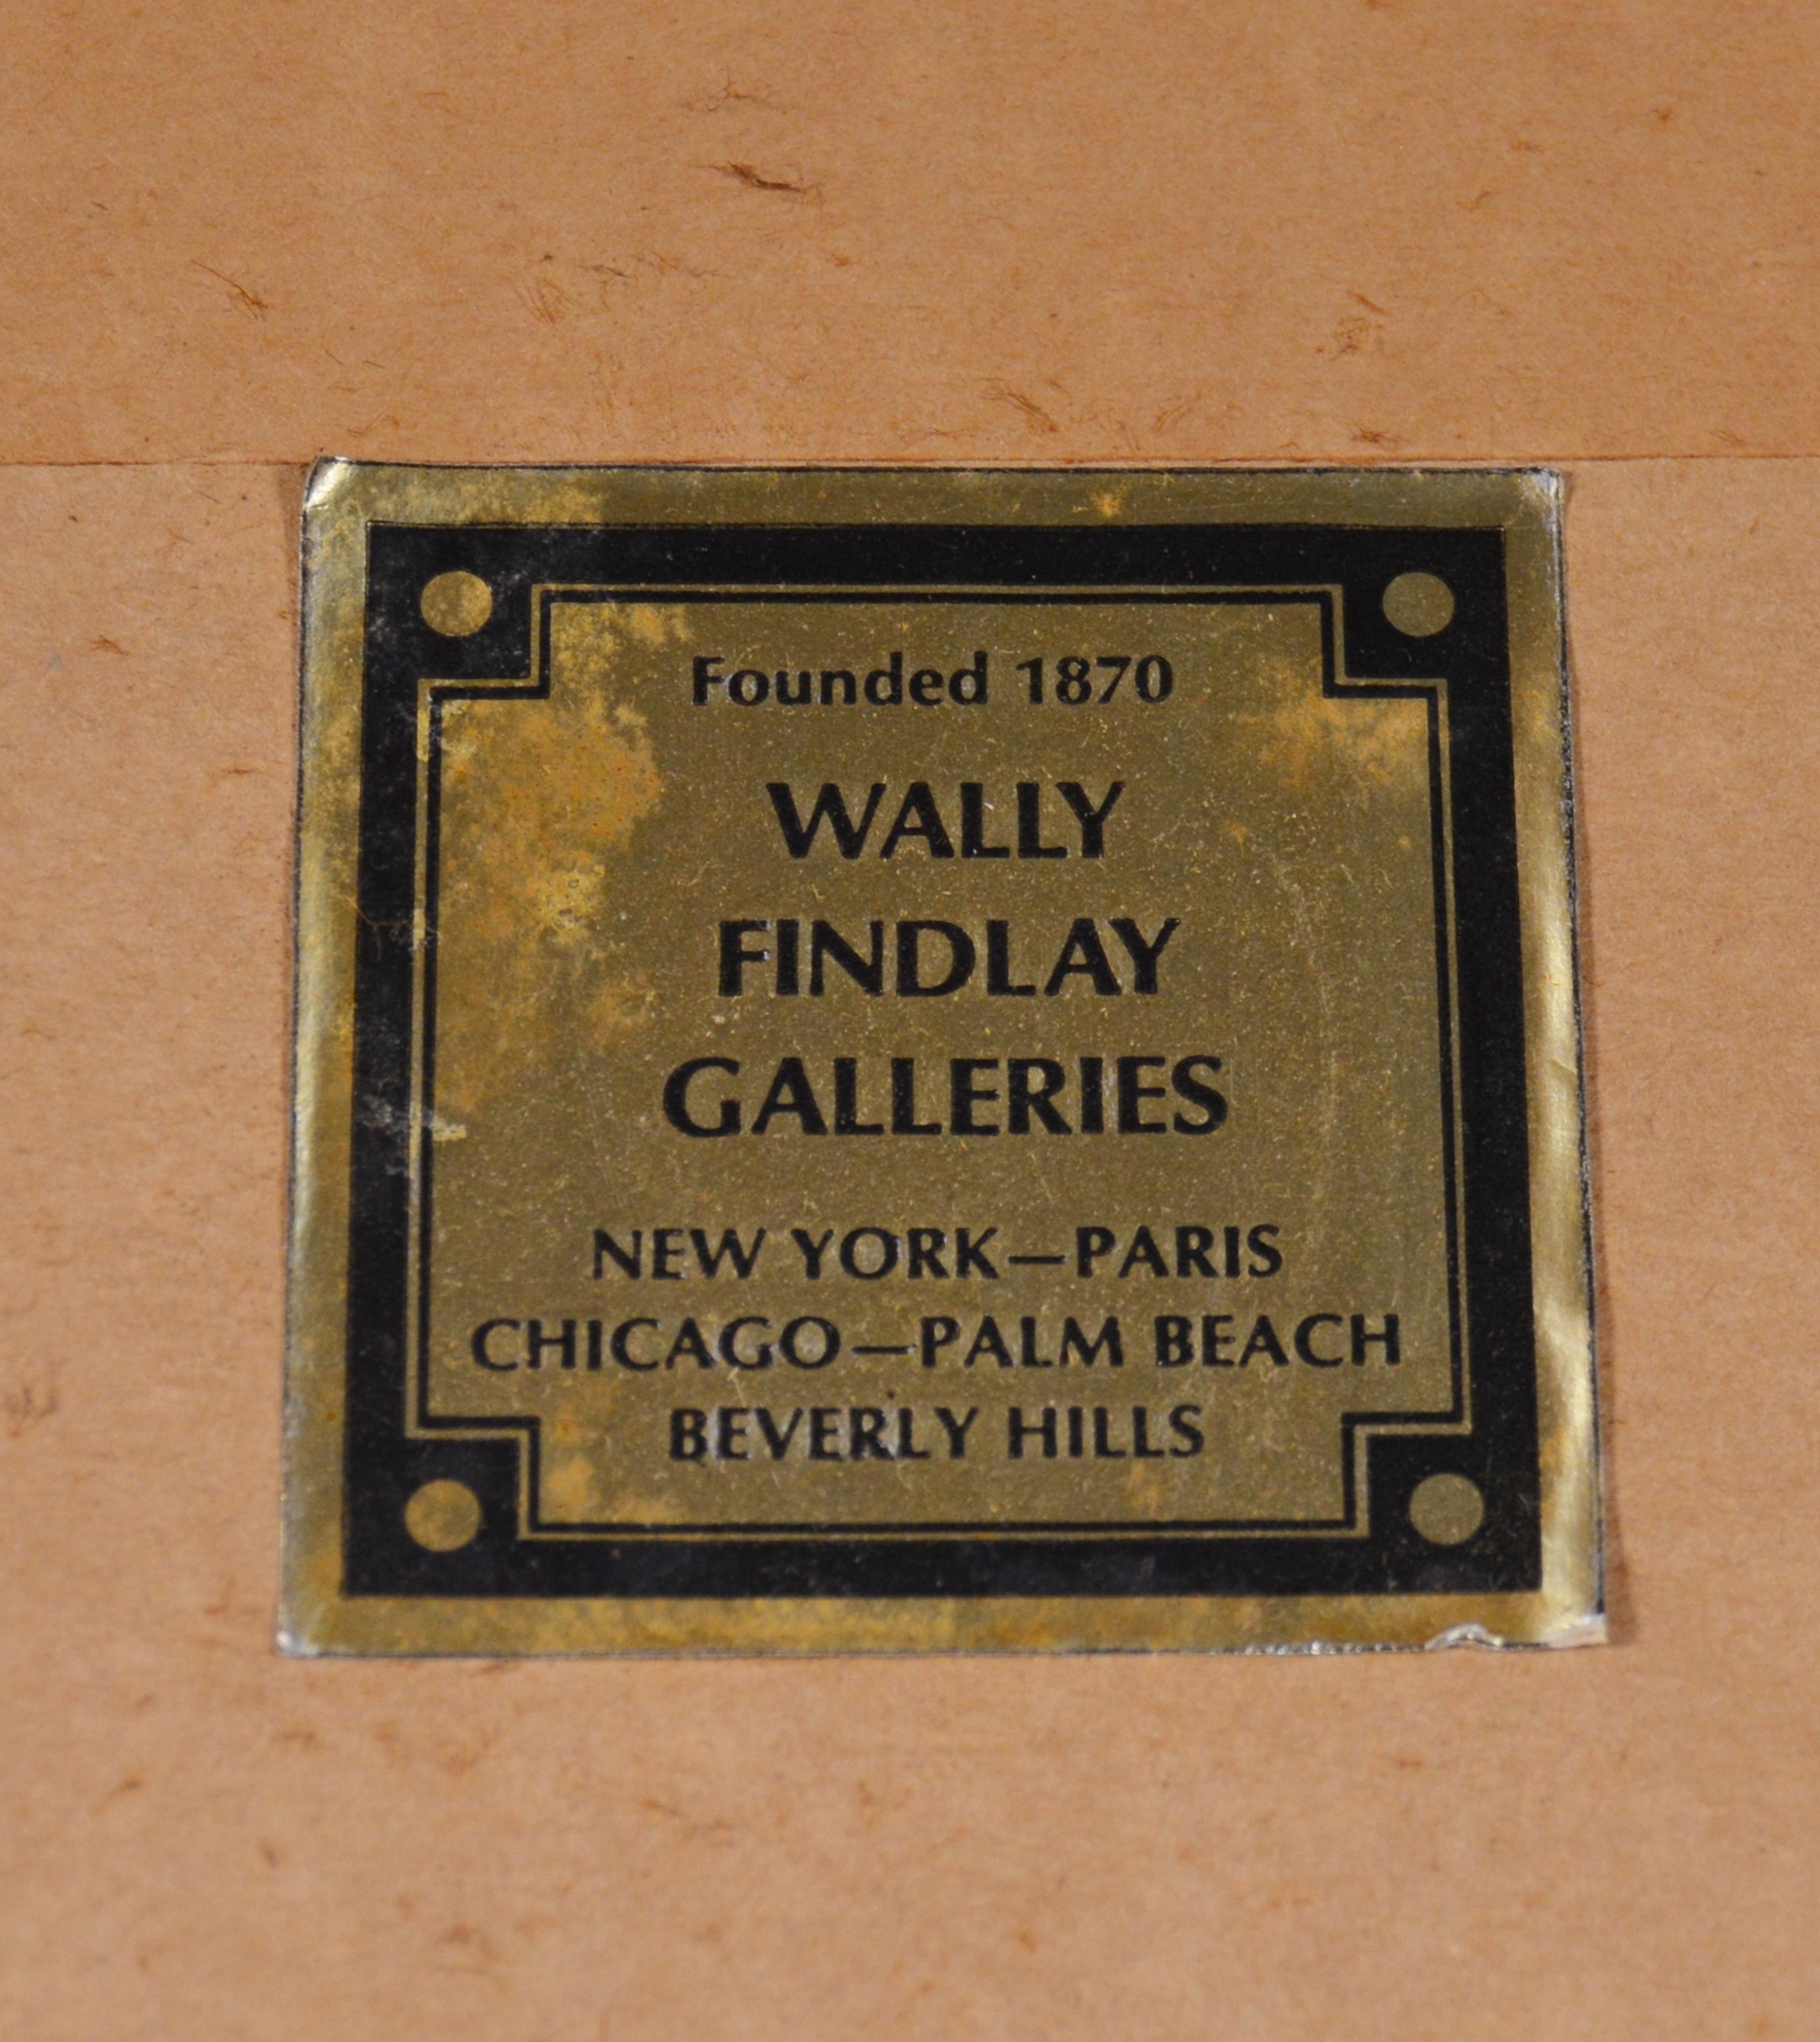 Founded 1870
WALLY
FINDLAY
GALLERIES
NEW YORK—PARIS
CHICAGO—PALM BEACH
BEVERLY HILLS